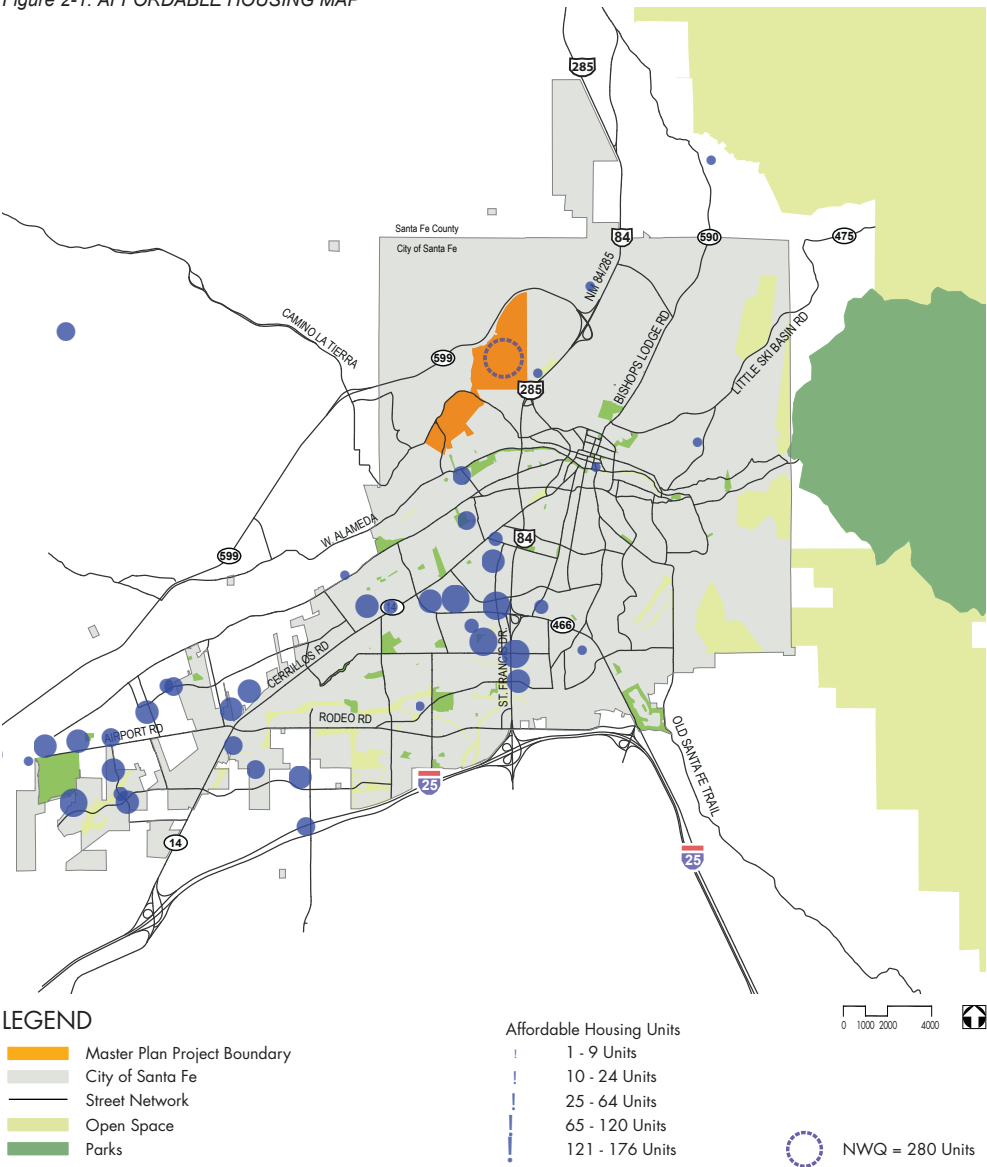 Figure 2-1. AFFORDABLE HOUSING MAP
285
Santa Fe County
City of Santa Fe
84
590
475
NM 84/285
CAMINO LA TIERRA
599
BISHOPS LODGE RD
LITTLE SKI BASIN RD
285
W. ALAMEDA
84
599
14
466
CERRILLOS RD
ST. FRANCIS DR.
RODEO RD
AIRPORT RD
OLD SANTA FE TRAIL
25
14
25
LEGEND
Master Plan Project Boundary
City of Santa Fe
Street Network
Open Space
Parks
Affordable Housing Units
! 1 - 9 Units
! 10 - 24 Units
! 25 - 64 Units
! 65 - 120 Units
! 121 - 176 Units
NWQ = 280 Units
0 1000 2000 4000